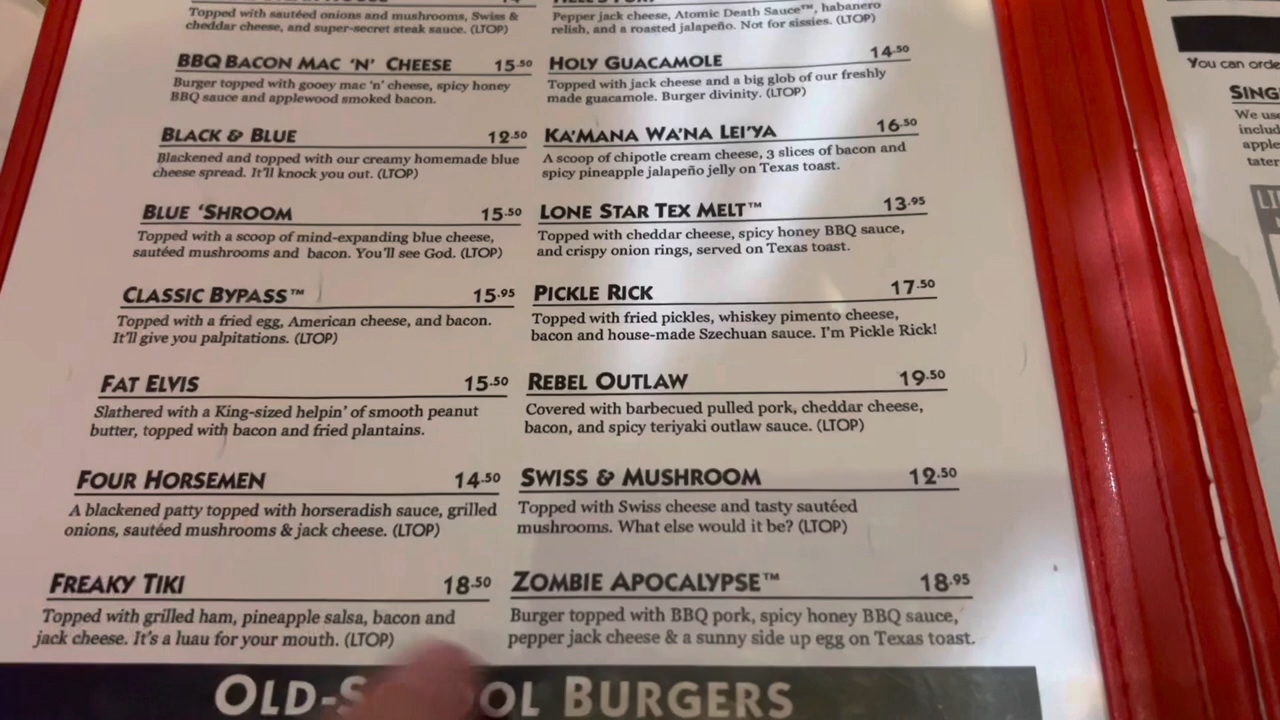 Topped with sautéed onions and mushrooms, Swiss &
cheddar cheese, and super-secret steak sauce. (LTOP)
BBQ BACON MAC 'N' CHEESE 15.50
Burger topped with gooey mac 'n' cheese, spicy honey
BBQ sauce and applewood smoked bacon.
BLACK & BLUE 12.50
Blackened and topped with our creamy homemade blue
cheese spread. It'll knock you out. (LTOP)
BLUE 'SHROOM 15.50
Topped with a scoop of mind-expanding blue cheese,
sautéed mushrooms and bacon. You'll see God. (LTOP)
CLASSIC BYPASS™ 15.95
Topped with a fried egg, American cheese, and bacon.
It'll give you palpitations. (LTOP)
FAT ELVIS 15.50
Slathered with a King-sized helpin' of smooth peanut
butter, topped with bacon and fried plantains.
FOUR HORSEMEN 14.50
A blackened patty topped with horseradish sauce, grilled
onions, sautéed mushrooms & jack cheese. (LTOP)
FREAKY TIKI 18.50
Topped with grilled ham, pineapple salsa, bacon and
jack cheese. It's a luau for your mouth. (LTOP)
Pepper jack cheese, Atomic Death Sauce™, habanero
relish, and a roasted jalapeño. Not for sissies. (LTOP)
HOLY GUACAMOLE 14.50
Topped with jack cheese and a big glob of our freshly
made guacamole. Burger divinity. (LTOP)
KA'MANA WA'NA LEI'YA 16.50
A scoop of chipotle cream cheese, 3 slices of bacon and
spicy pineapple jalapeño jelly on Texas toast.
LONE STAR TEX MELT™ 13.95
Topped with cheddar cheese, spicy honey BBQ sauce,
and crispy onion rings, served on Texas toast.
PICKLE RICK 17.50
Topped with fried pickles, whiskey pimento cheese,
bacon and house-made Szechuan sauce. I'm Pickle Rick!
REBEL OUTLAW 19.50
Covered with barbecued pulled pork, cheddar cheese,
bacon, and spicy teriyaki outlaw sauce. (LTOP)
SWISS & MUSHROOM 12.50
Topped with Swiss cheese and tasty sautéed
mushrooms. What else would it be? (LTOP)
ZOMBIE APOCALYPSE™ 18.95
Burger topped with BBQ pork, spicy honey BBQ sauce,
pepper jack cheese & a sunny side up egg on Texas toast.
BURGERS
You can orde
SING
We use
includ
apple
tater